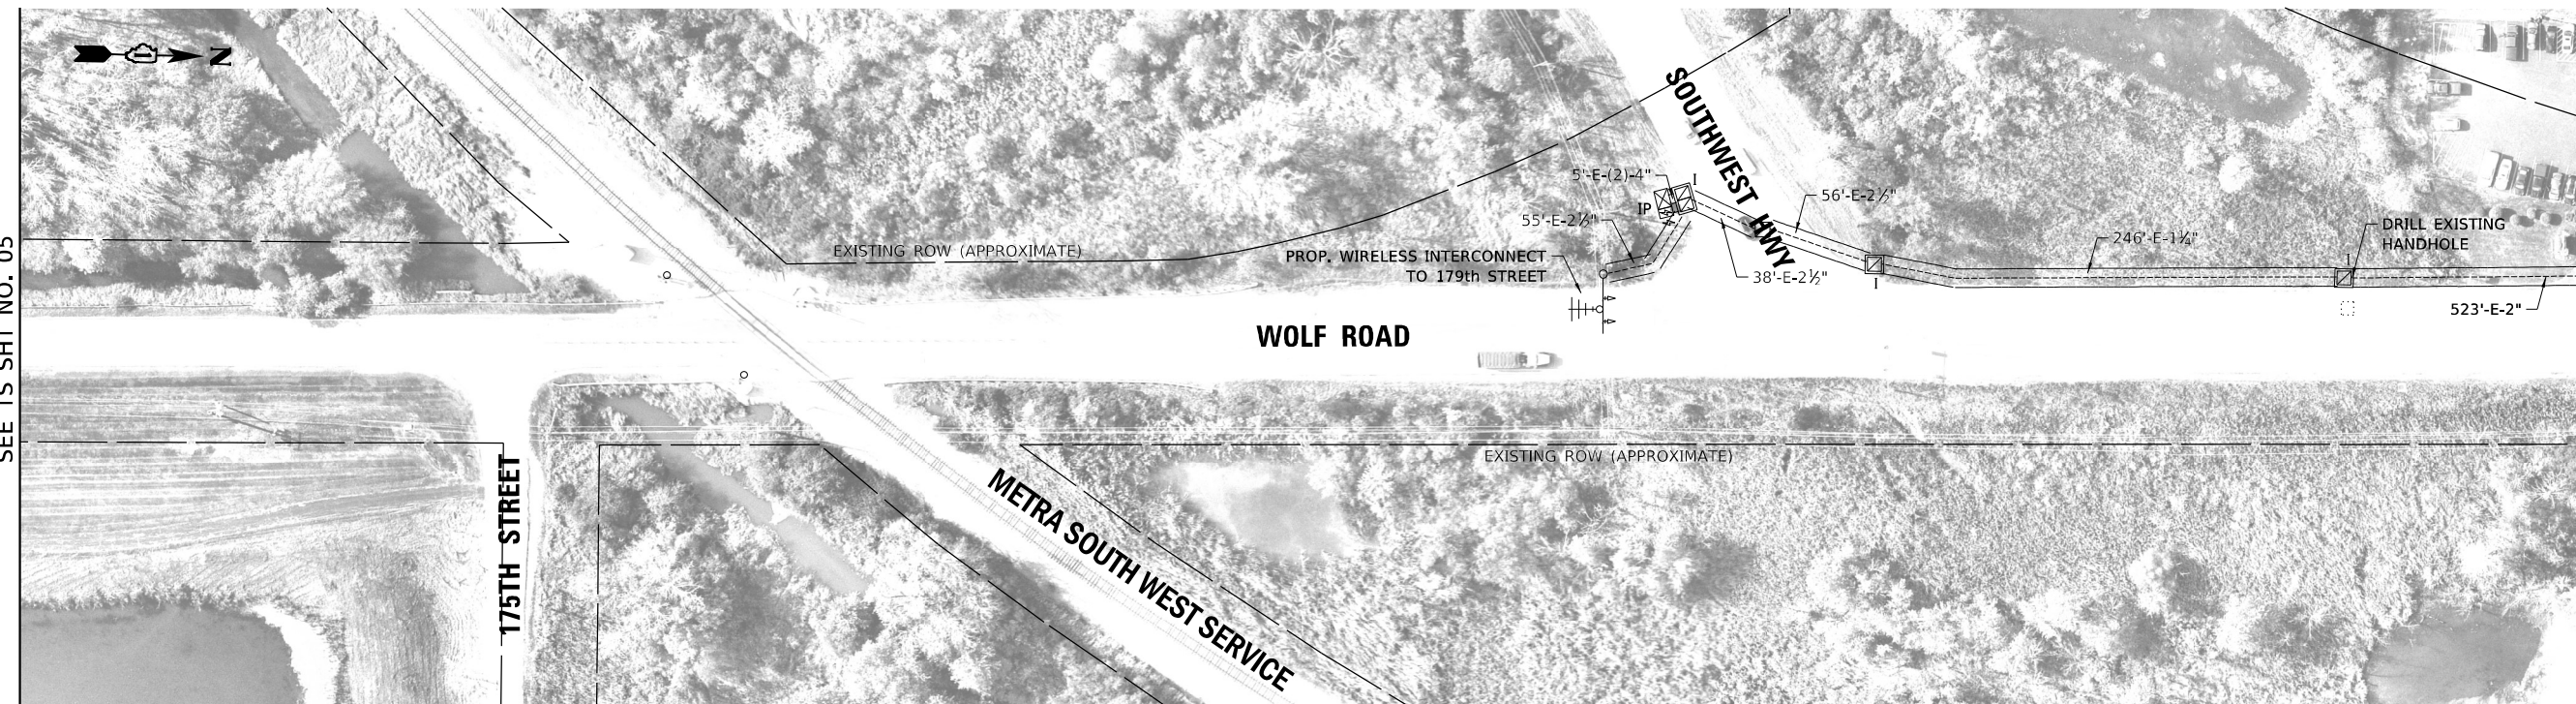 SEE TS SHT NO. 05
N
SOUTHWEST HWY
5'-E-(2)-4"
I
IP
55'-E-2½"
56'-E-2½"
38'-E-2½"
I
246'-E-1¼"
DRILL EXISTING
HANDHOLE
I
523'-E-2"
EXISTING ROW (APPROXIMATE)
PROP. WIRELESS INTERCONNECT
TO 179th STREET
WOLF ROAD
EXISTING ROW (APPROXIMATE)
175TH STREET
METRA SOUTH WEST SERVICE